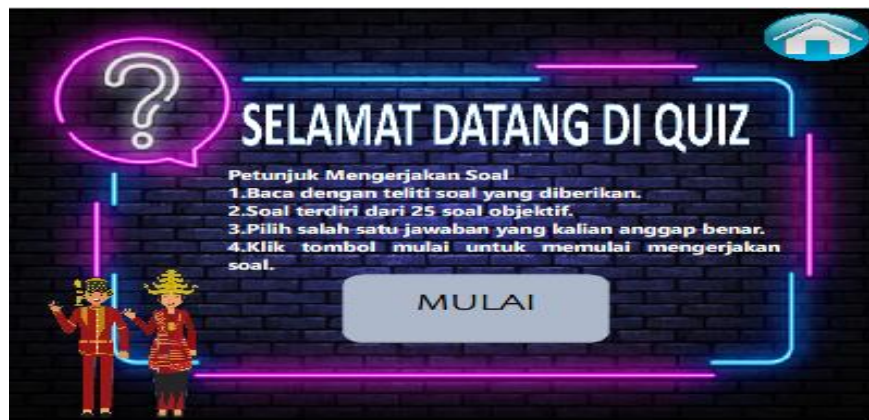 SELAMAT DATANG DI QUIZ
Petunjuk Mengerjakan Soal
1.Baca dengan teliti soal yang diberikan.
2.Soal terdiri dari 25 soal objektif.
3.Pilih salah satu jawaban yang kalian anggap benar.
4.Klik tombol mulai untuk memulai mengerjakan
soal.
MULAI